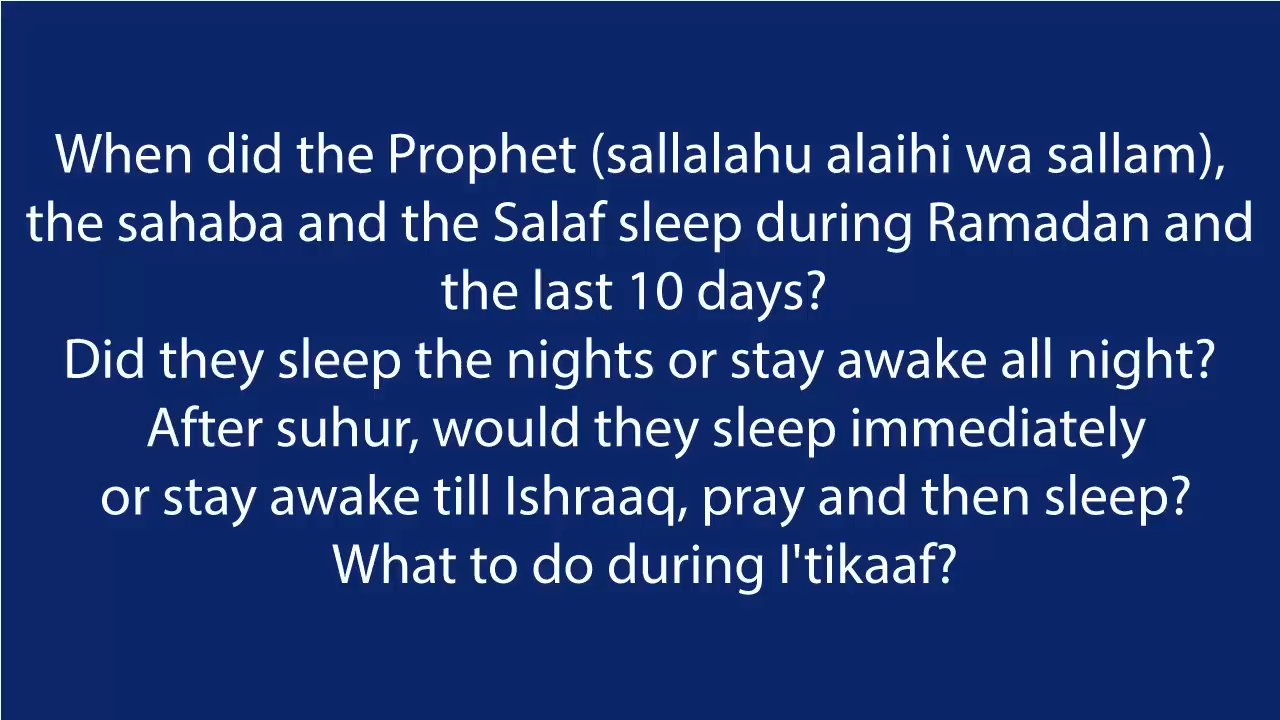 When did the Prophet (sallalahu alaihi wa sallam),
the sahaba and the Salaf sleep during Ramadan and
the last 10 days?
Did they sleep the nights or stay awake all night?
After suhur, would they sleep immediately
or stay awake till Ishraaq, pray and then sleep?
What to do during I'tikaaf?